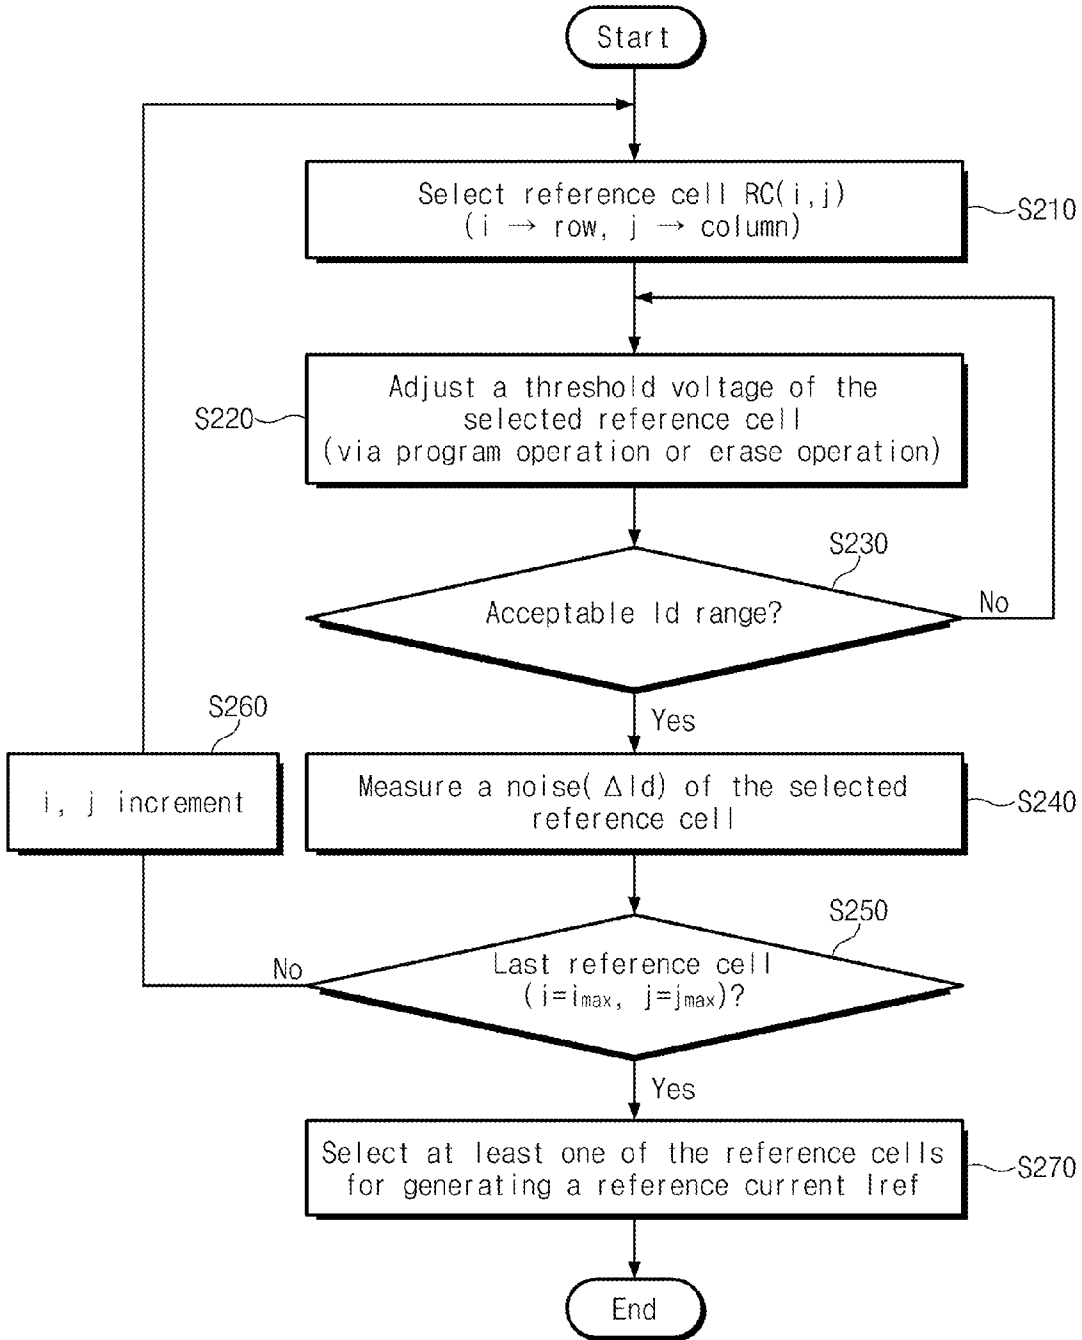 Start
Select reference cell RC(i,j)
(i → row, j → column)
S210
Adjust a threshold voltage of the
selected reference cell
(via program operation or erase operation)
S220
S230
Acceptable Id range?
No
Yes
S260
i, j increment
Measure a noise(ΔId) of the selected
reference cell
S240
S250
Last reference cell
(i=imax, j=jmax)?
No
Yes
Select at least one of the reference cells
for generating a reference current Iref
S270
End